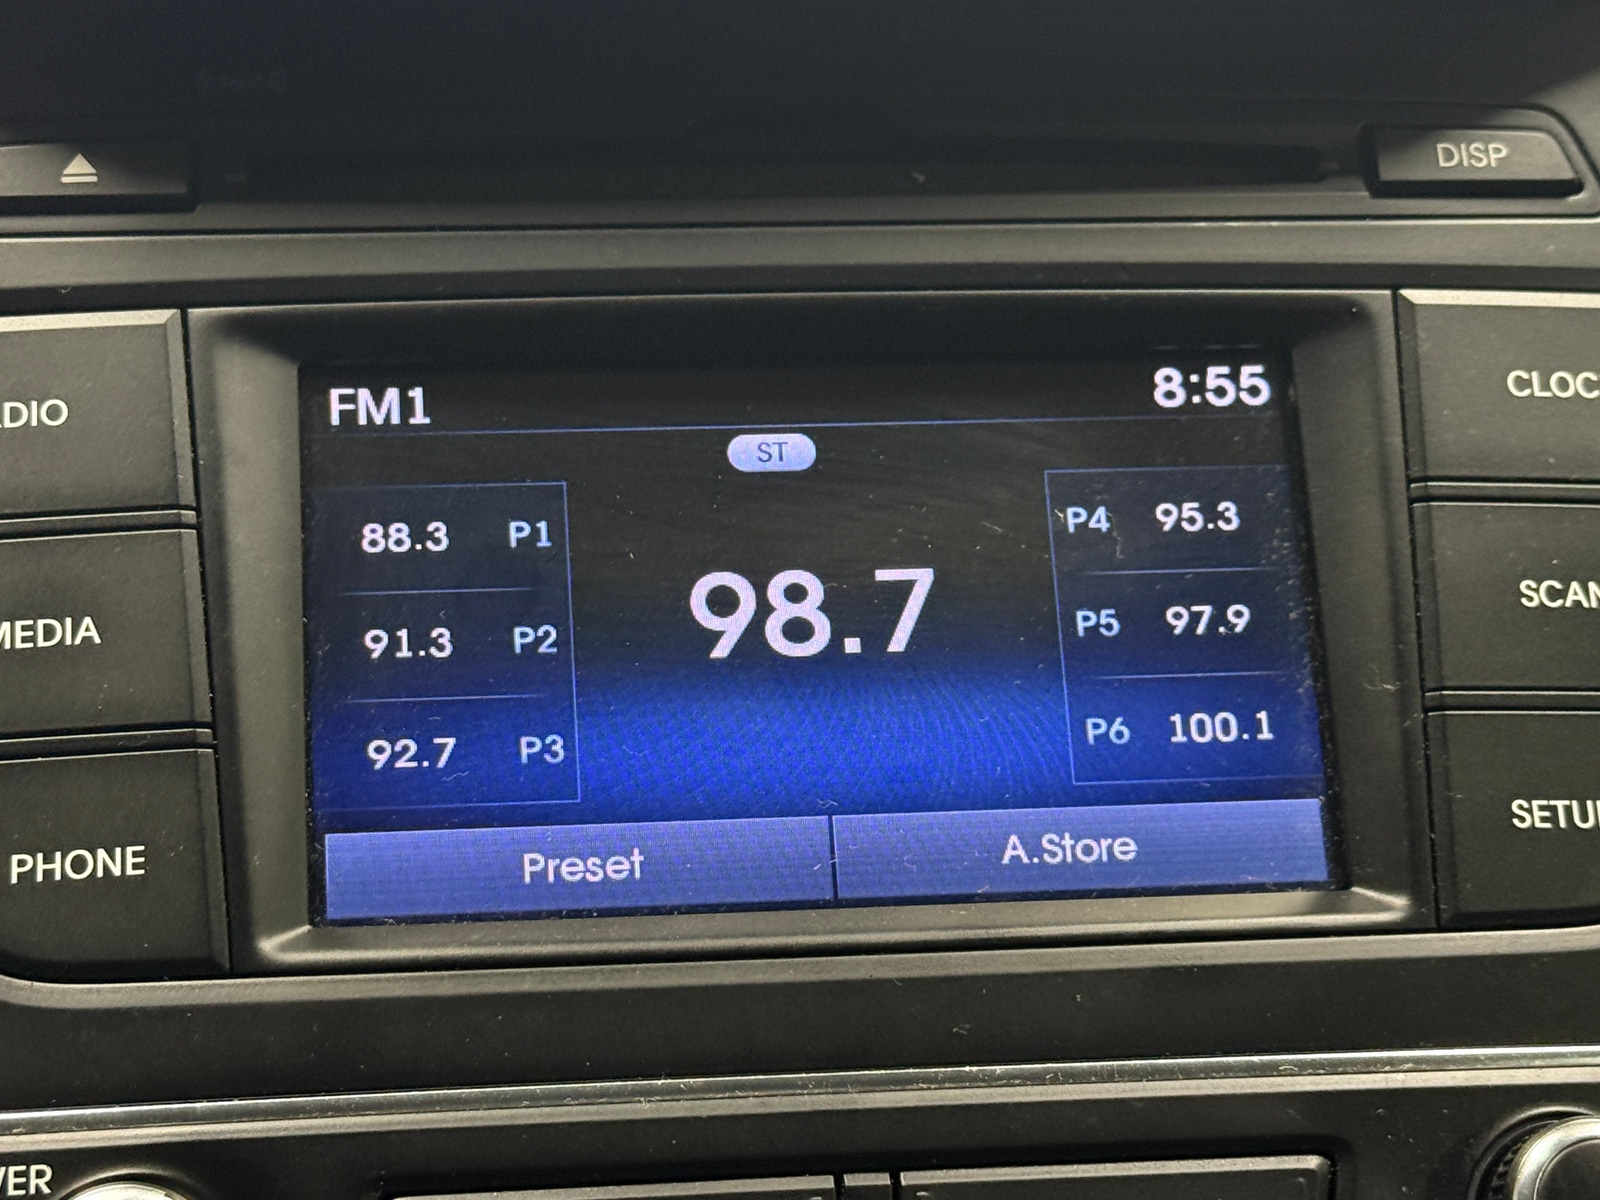 DISP
FM1 8:55
ST
88.3 P1
91.3 P2
92.7 P3
98.7
P4 95.3
P5 97.9
P6 100.1
Preset A.Store
MEDIA
PHONE